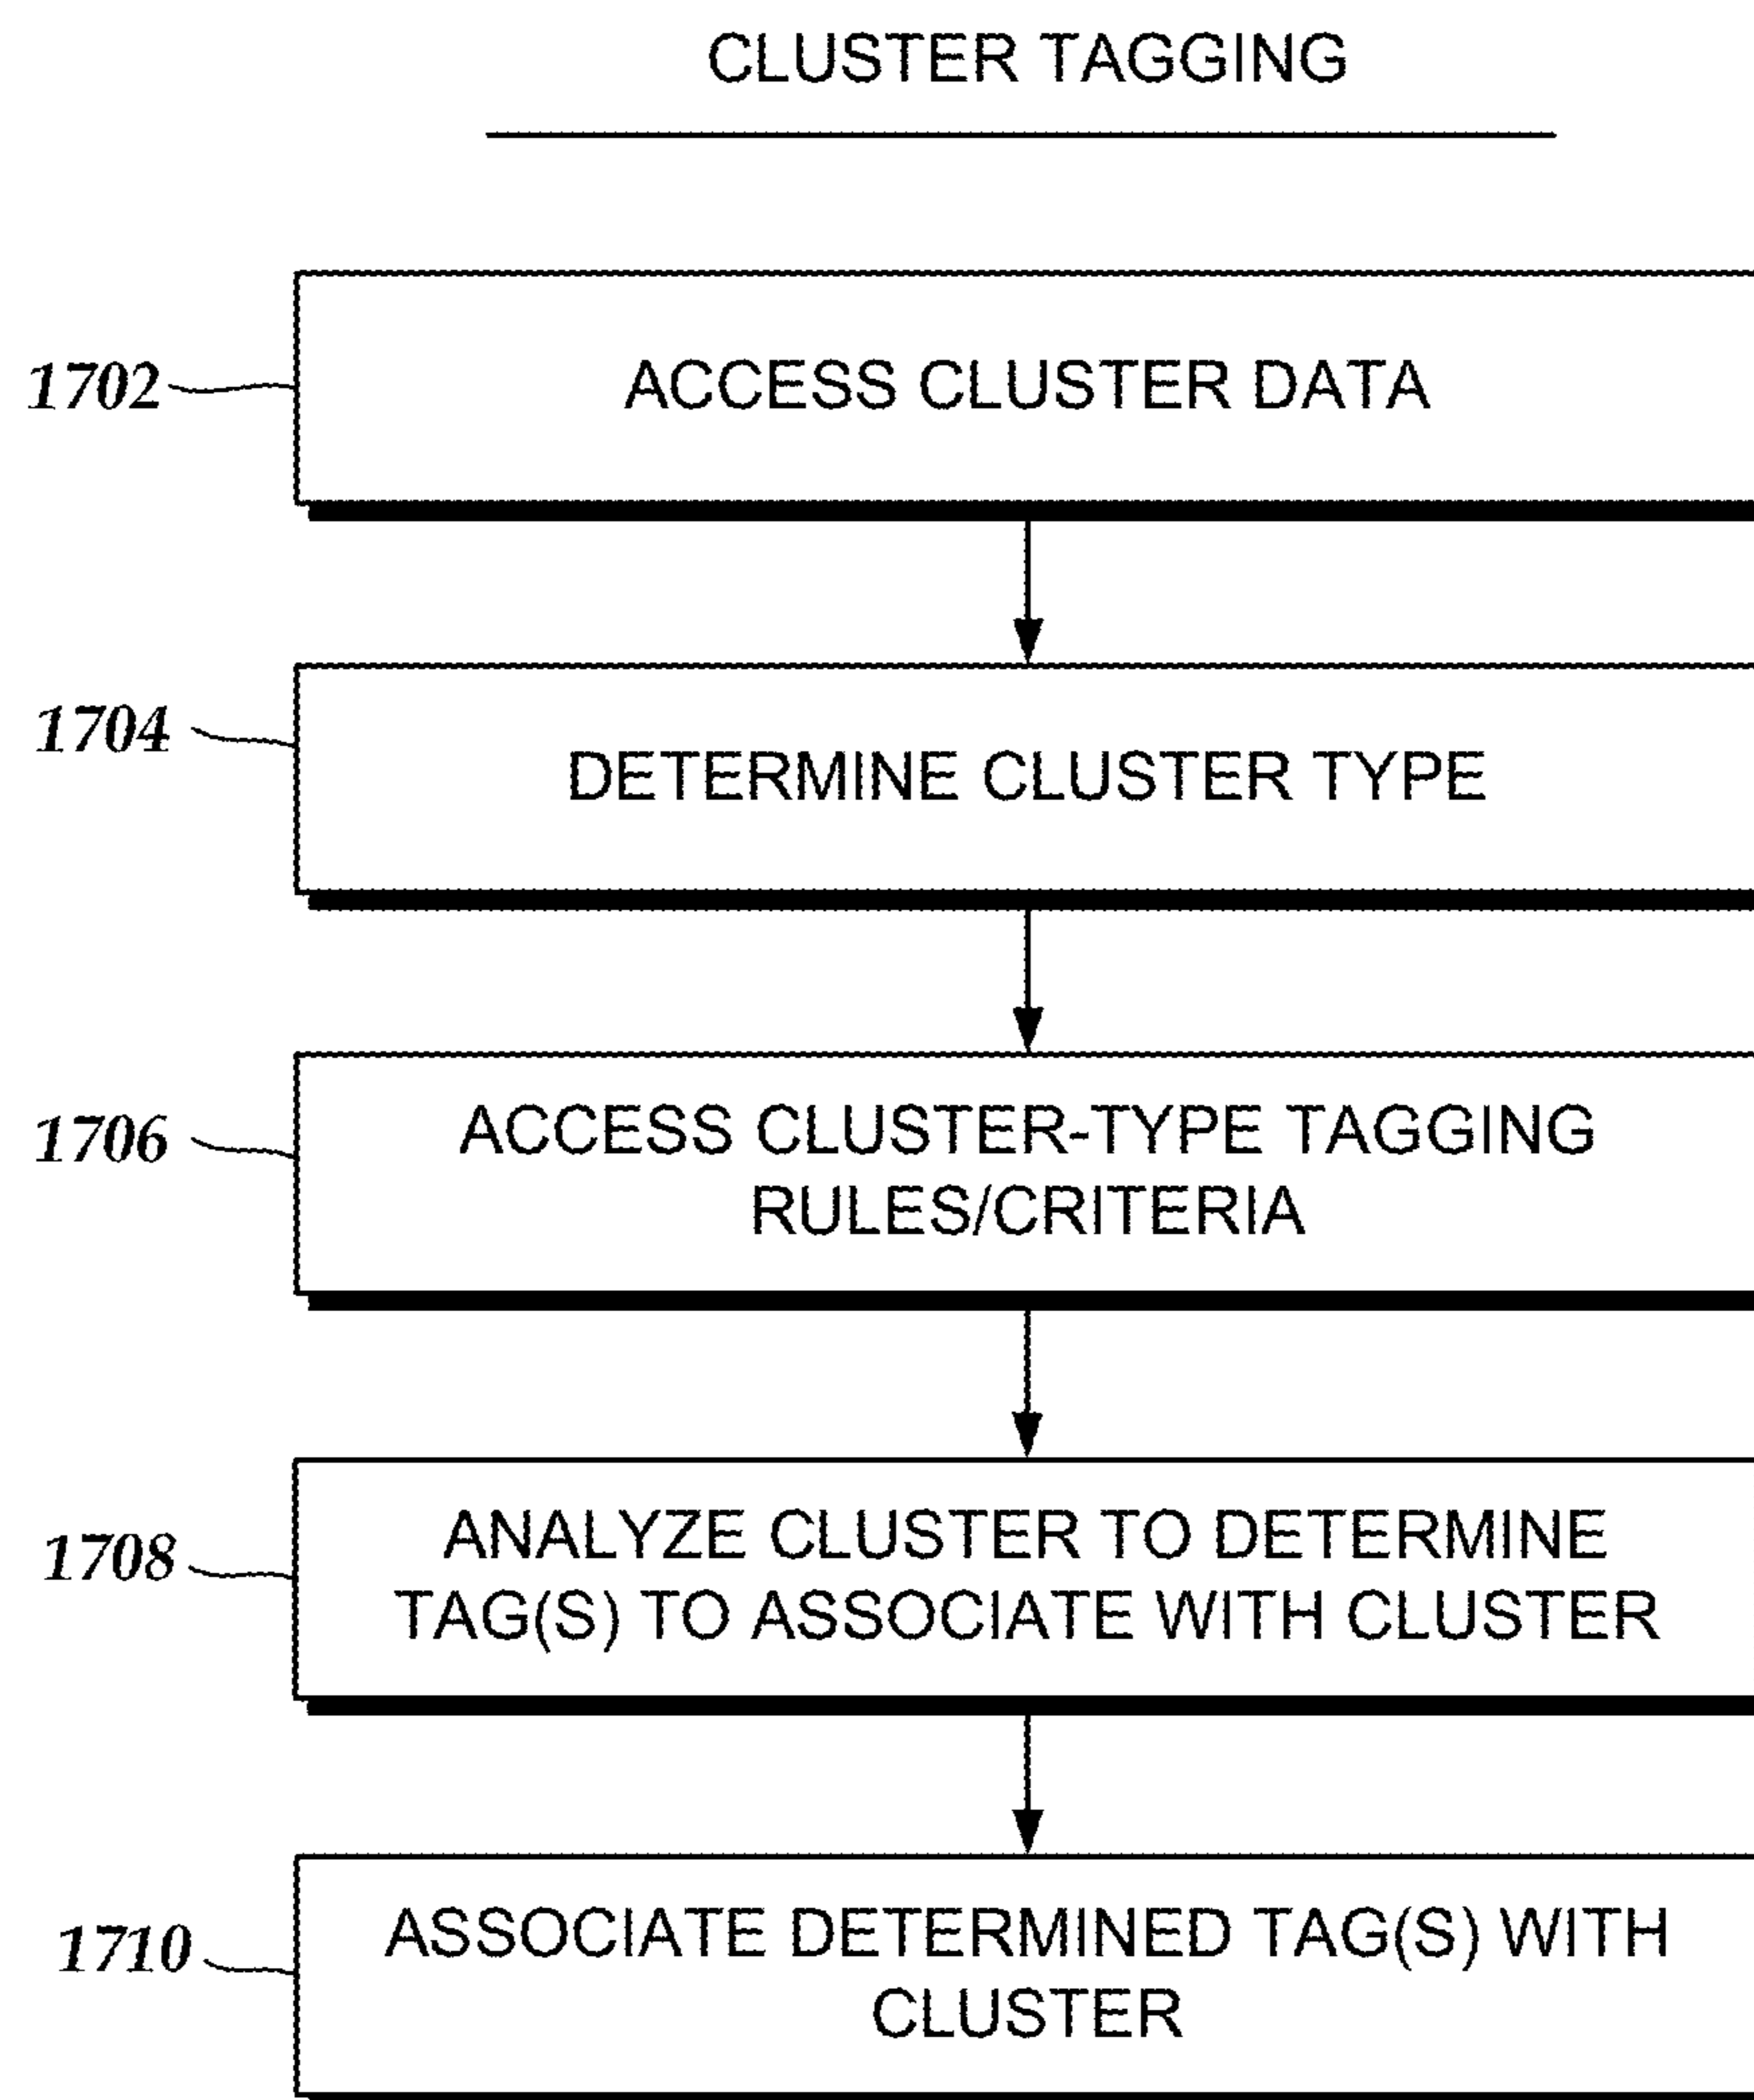 CLUSTER TAGGING
1702
ACCESS CLUSTER DATA
1704
DETERMINE CLUSTER TYPE
1706
ACCESS CLUSTER-TYPE TAGGING
RULES/CRITERIA
1708
ANALYZE CLUSTER TO DETERMINE
TAG(S) TO ASSOCIATE WITH CLUSTER
1710
ASSOCIATE DETERMINED TAG(S) WITH
CLUSTER